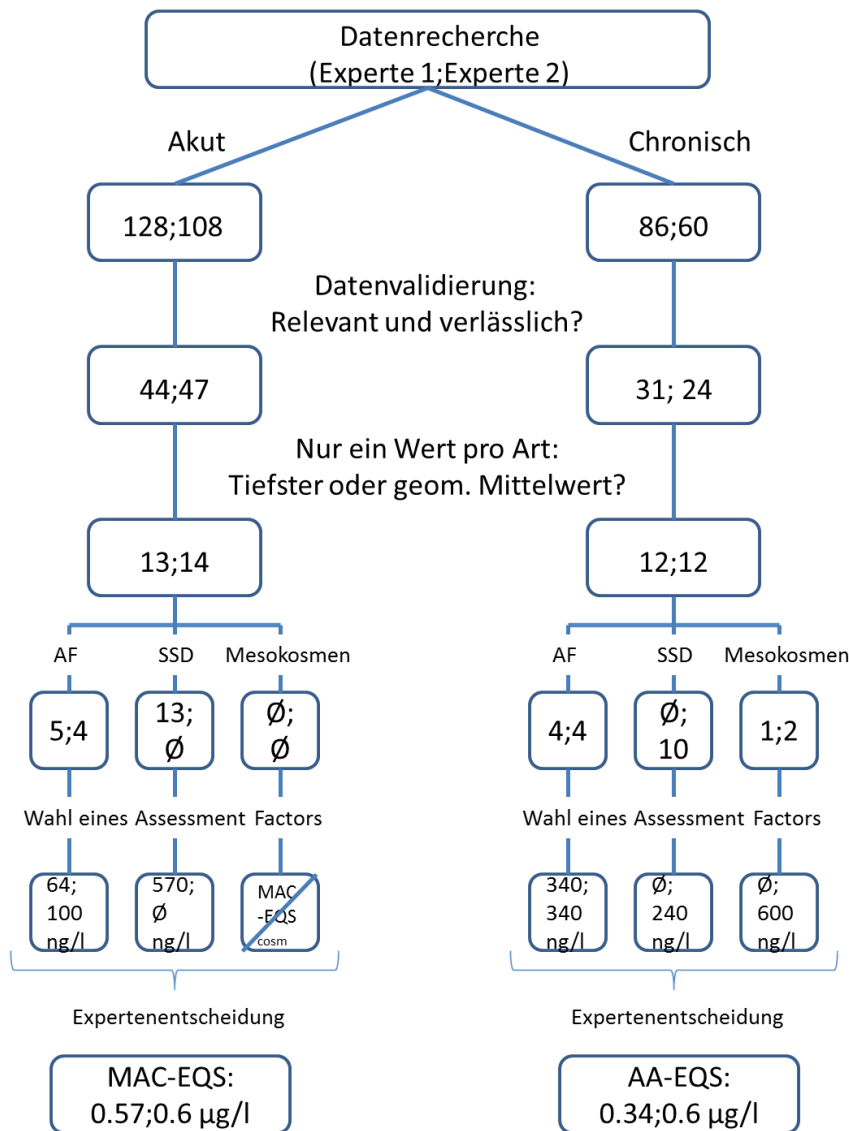 Datenrecherche
(Experte 1;Experte 2)
Akut
Chronisch
128;108
86;60
Datenvalidierung:
Relevant und verlässlich?
44;47
31; 24
Nur ein Wert pro Art:
Tiefster oder geom. Mittelwert?
13;14
12;12
AF
SSD
Mesokosmen
AF
SSD
Mesokosmen
5;4
13;
Ø
Ø;
Ø
4;4
Ø;
10
1;2
Wahl eines Assessment Factors
Wahl eines Assessment Factors
64;
100
ng/l
570;
Ø
ng/l
MAC
-EQS
cosm
340;
340
ng/l
Ø;
240
ng/l
Ø;
600
ng/l
Expertenentscheidung
Expertenentscheidung
MAC-EQS:
0.57;0.6 µg/l
AA-EQS:
0.34;0.6 µg/l